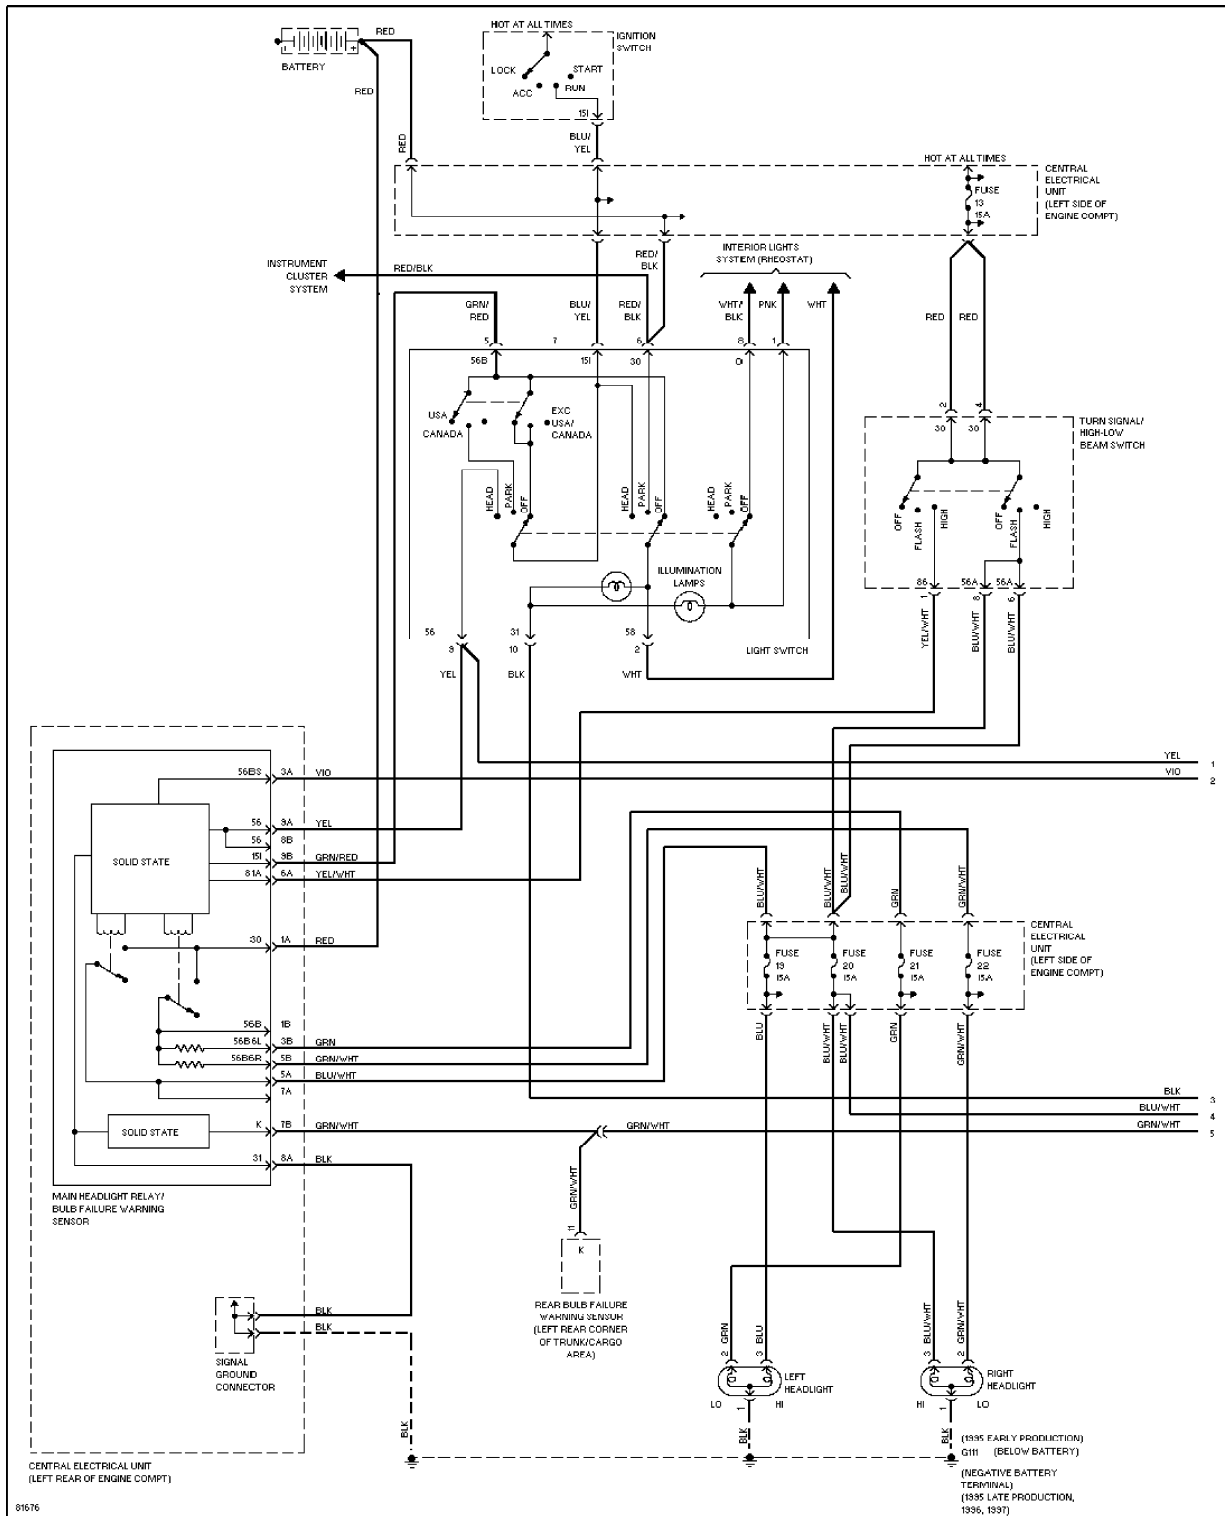 HOT AT ALL TIMES
IGNITION
SWITCH
LOCK
START
ACC
RUN
15I
BLU/
YEL
RED
BATTERY
RED
RED
HOT AT ALL TIMES
FUSE
13
15A
CENTRAL
ELECTRICAL
UNIT
(LEFT SIDE OF
ENGINE COMPT)
INSTRUMENT
CLUSTER
SYSTEM
RED/BLK
RED/
BLK
INTERIOR LIGHTS
SYSTEM (RHEOSTAT)
GRN/
RED
BLU/
YEL
RED/
BLK
WHT/
BLK
PNK
WHT
RED
RED
5
7
6
8
1
56B
15I
30
OI
USA
CANADA
EXC
USA/
CANADA
HEAD
PARK
OFF
HEAD
PARK
OFF
HEAD
PARK
OFF
ILLUMINATION
LAMPS
56
31
58
9
10
2
LIGHT SWITCH
YEL
BLK
WHT
2
4
30
30
TURN SIGNAL/
HIGH-LOW
BEAM SWITCH
OFF
FLASH
HIGH
OFF
FLASH
HIGH
86
56A
56A
1
8
6
YEL/WHT
BLU/WHT
BLU/WHT
YEL
1
VIO
2
56BS
3A
VIO
56
9A
YEL
56
8B
15I
9B
GRN/RED
81A
6A
YEL/WHT
SOLID STATE
30
1A
RED
56B
1B
56B6L
3B
GRN
56B6R
5B
GRN/WHT
5A
BLU/WHT
7A
SOLID STATE
K
7B
GRN/WHT
31
8A
BLK
MAIN HEADLIGHT RELAY/
BULB FAILURE WARNING
SENSOR
BLU/WHT
BLU/WHT
BLU/WHT
GRN
GRN/WHT
FUSE
19
15A
FUSE
20
15A
FUSE
21
15A
FUSE
22
15A
CENTRAL
ELECTRICAL
UNIT
(LEFT SIDE OF
ENGINE COMPT)
BLU
BLU/WHT
BLU/WHT
GRN
GRN/WHT
BLK
3
BLU/WHT
4
GRN/WHT
GRN/WHT
5
GRN/WHT
11
K
REAR BULB FAILURE
WARNING SENSOR
(LEFT REAR CORNER
OF TRUNK/CARGO
AREA)
BLK
BLK
SIGNAL
GROUND
CONNECTOR
BLK
GRN
BLU
2
3
LEFT
HEADLIGHT
LO
HI
1
BLK
BLU/WHT
GRN/WHT
3
2
RIGHT
HEADLIGHT
HI
LO
1
BLK
(1995 EARLY PRODUCTION)
G111 (BELOW BATTERY)
(NEGATIVE BATTERY
TERMINAL)
(1995 LATE PRODUCTION,
1996, 1997)
CENTRAL ELECTRICAL UNIT
(LEFT REAR OF ENGINE COMPT)
81676